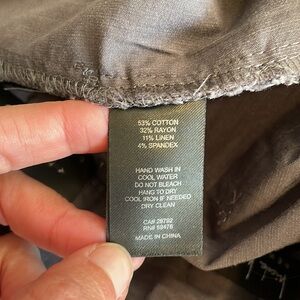 53% COTTON
32% RAYON
11% LINEN
4% SPANDEX
HAND WASH IN
COOL WATER
DO NOT BLEACH
HANG TO DRY
COOL IRON IF NEEDED
DRY CLEAN
CA# 28792
RN# 59476
MADE IN CHINA